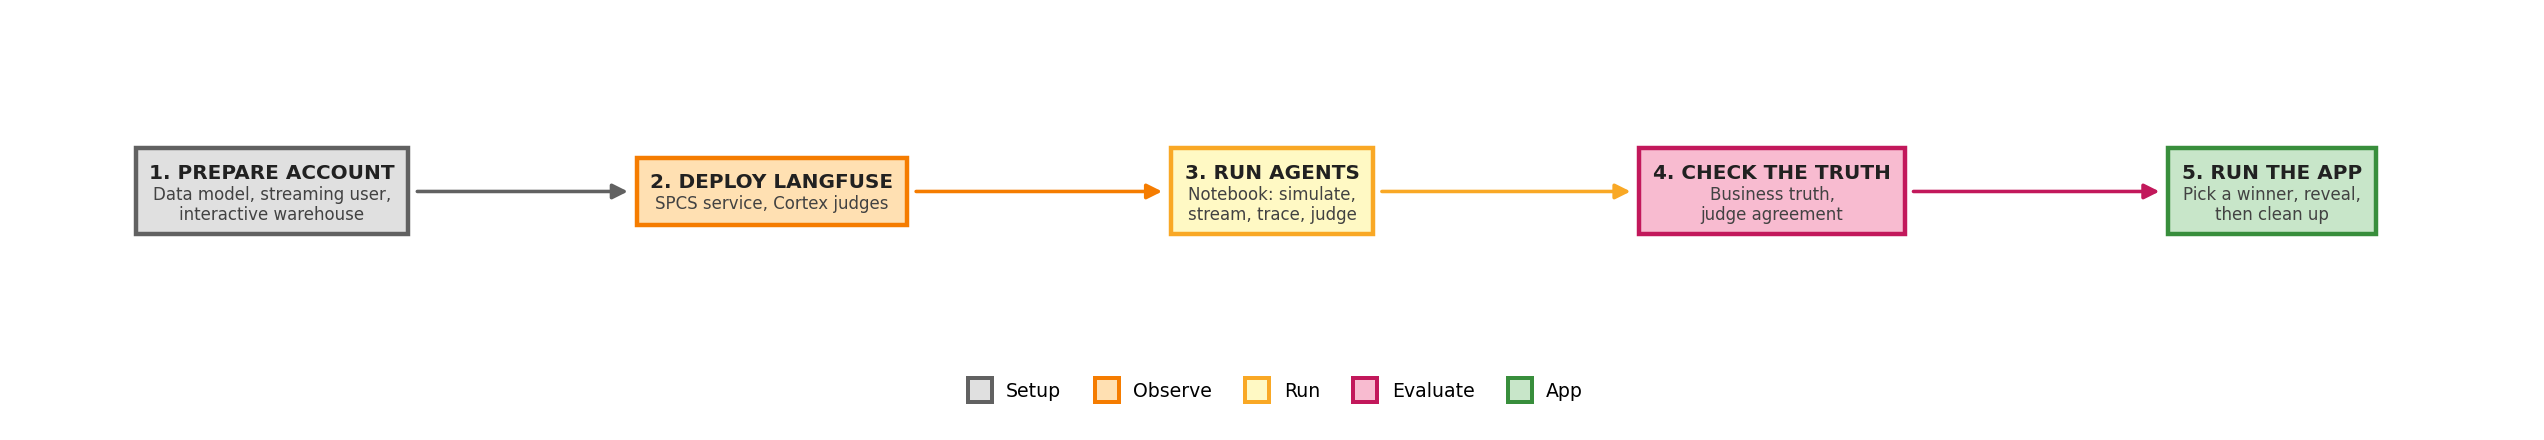 1. PREPARE ACCOUNT
Data model, streaming user,
interactive warehouse
2. DEPLOY LANGFUSE
SPCS service, Cortex judges
3. RUN AGENTS
Notebook: simulate,
stream, trace, judge
4. CHECK THE TRUTH
Business truth,
judge agreement
5. RUN THE APP
Pick a winner, reveal,
then clean up
Setup
Observe
Run
Evaluate
App